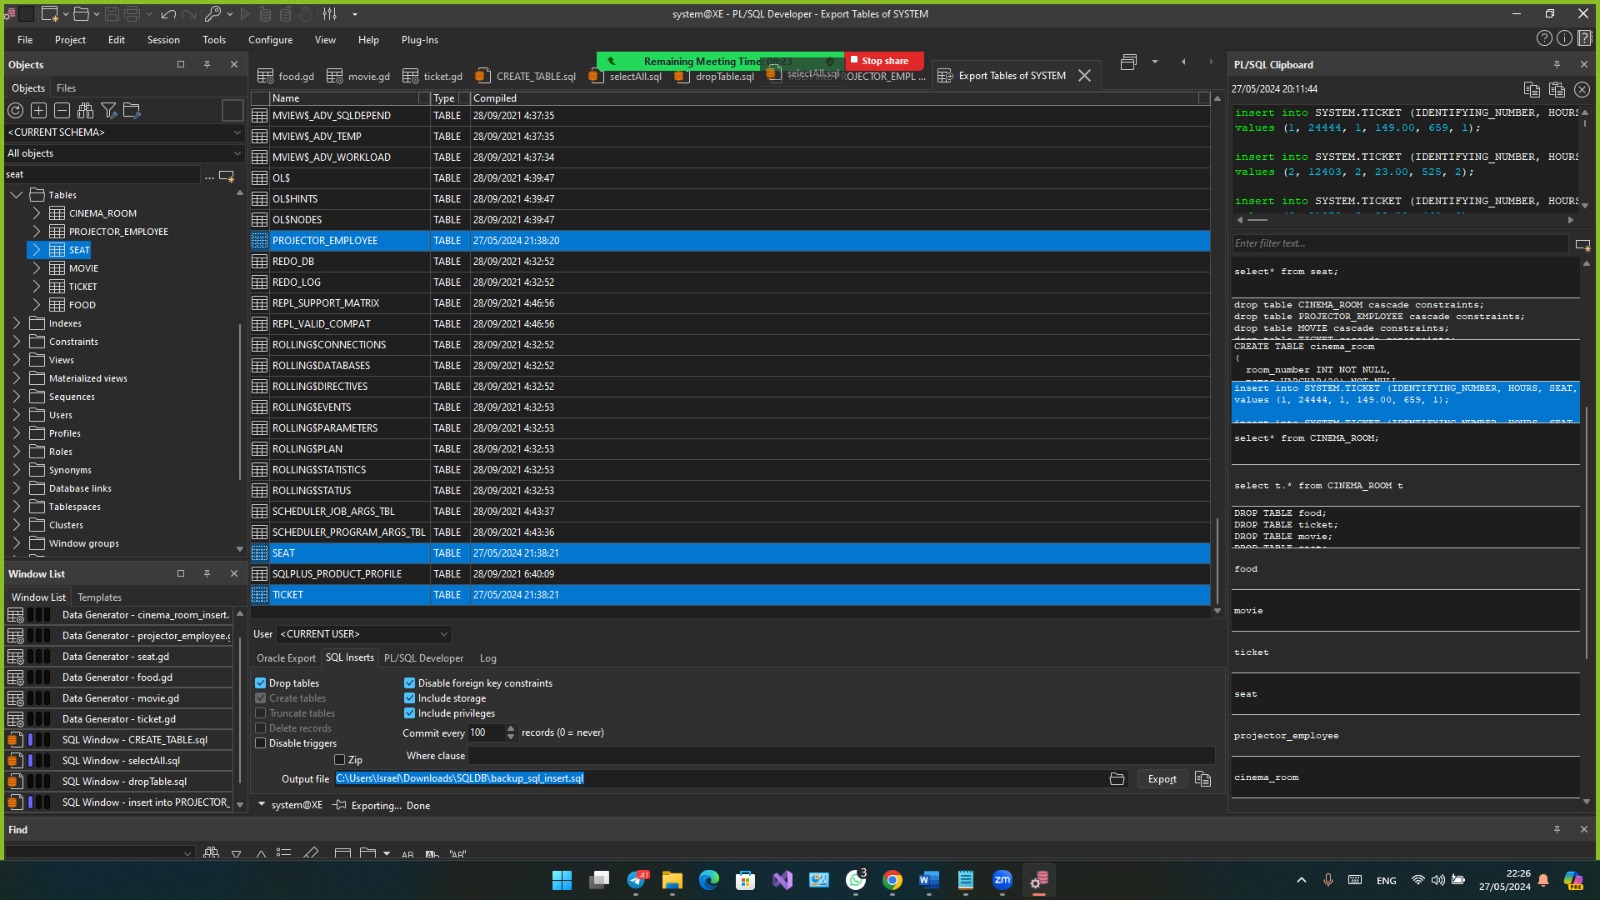 system@XE - PL/SQL Developer - Export Tables of SYSTEM
File Project Edit Session Tools Configure View Help Plug-Ins
Objects
Objects Files
<CURRENT SCHEMA>
All objects
seat
...
Tables
CINEMA_ROOM
PROJECTOR_EMPLOYEE
SEAT
MOVIE
TICKET
FOOD
Indexes
Constraints
Views
Materialized views
Sequences
Users
Profiles
Roles
Synonyms
Database links
Tablespaces
Clusters
Window groups
Window List
Window List Templates
Data Generator - cinema_room_insert.
Data Generator - projector_employee.g
Data Generator - seat.gd
Data Generator - food.gd
Data Generator - movie.gd
Data Generator - ticket.gd
SQL Window - CREATE_TABLE.sql
SQL Window - selectAll.sql
SQL Window - dropTable.sql
SQL Window - insert into PROJECTOR_
Find
Remaining Meeting Time:
Stop share
food.gd movie.gd ticket.gd CREATE_TABLE.sql selectAll.sql dropTable.sql selectAll.sql PROJECTOR_EMPL ... Export Tables of SYSTEM
Name Type Compiled
MVIEW$_ADV_SQLDEPEND TABLE 28/09/2021 4:37:35
MVIEW$_ADV_TEMP TABLE 28/09/2021 4:37:35
MVIEW$_ADV_WORKLOAD TABLE 28/09/2021 4:37:34
OL$ TABLE 28/09/2021 4:39:47
OL$HINTS TABLE 28/09/2021 4:39:47
OL$NODES TABLE 28/09/2021 4:39:47
PROJECTOR_EMPLOYEE TABLE 27/05/2024 21:38:20
REDO_DB TABLE 28/09/2021 4:32:52
REDO_LOG TABLE 28/09/2021 4:32:52
REPL_SUPPORT_MATRIX TABLE 28/09/2021 4:46:56
REPL_VALID_COMPAT TABLE 28/09/2021 4:46:56
ROLLING$CONNECTIONS TABLE 28/09/2021 4:32:52
ROLLING$DATABASES TABLE 28/09/2021 4:32:52
ROLLING$DIRECTIVES TABLE 28/09/2021 4:32:52
ROLLING$EVENTS TABLE 28/09/2021 4:32:53
ROLLING$PARAMETERS TABLE 28/09/2021 4:32:53
ROLLING$PLAN TABLE 28/09/2021 4:32:53
ROLLING$STATISTICS TABLE 28/09/2021 4:32:53
ROLLING$STATUS TABLE 28/09/2021 4:32:53
SCHEDULER_JOB_ARGS_TBL TABLE 28/09/2021 4:43:37
SCHEDULER_PROGRAM_ARGS_TBL TABLE 28/09/2021 4:43:36
SEAT TABLE 27/05/2024 21:38:21
SQLPLUS_PRODUCT_PROFILE TABLE 28/09/2021 6:40:09
TICKET TABLE 27/05/2024 21:38:21
User <CURRENT USER>
Oracle Export SQL Inserts PL/SQL Developer Log
Drop tables Disable foreign key constraints
Create tables Include storage
Truncate tables Include privileges
Delete records Commit every 100 records (0 = never)
Disable triggers
Zip Where clause
Output file C:\Users\Israel\Downloads\SQLDB\backup_sql_insert.sql Export
system@XE Exporting... Done
PL/SQL Clipboard
27/05/2024 20:11:44
insert into SYSTEM.TICKET (IDENTIFYING_NUMBER, HOURS
values (1, 24444, 1, 149.00, 659, 1);
insert into SYSTEM.TICKET (IDENTIFYING_NUMBER, HOURS
values (2, 12403, 2, 23.00, 525, 2);
insert into SYSTEM.TICKET (IDENTIFYING_NUMBER, HOURS
Enter filter text...
select* from seat;
drop table CINEMA_ROOM cascade constraints;
drop table PROJECTOR_EMPLOYEE cascade constraints;
drop table MOVIE cascade constraints;
drop table TICKET cascade constraints;
CREATE TABLE cinema_room
(
room_number INT NOT NULL,
insert into SYSTEM.TICKET (IDENTIFYING_NUMBER, HOURS, SEAT,
values (1, 24444, 1, 149.00, 659, 1);
insert into SYSTEM.TICKET (IDENTIFYING_NUMBER, HOURS, SEAT
select* from CINEMA_ROOM;
select t.* from CINEMA_ROOM t
DROP TABLE food;
DROP TABLE ticket;
DROP TABLE movie;
DROP TABLE seat;
food
movie
ticket
seat
projector_employee
cinema_room
ENG
22:26
27/05/2024